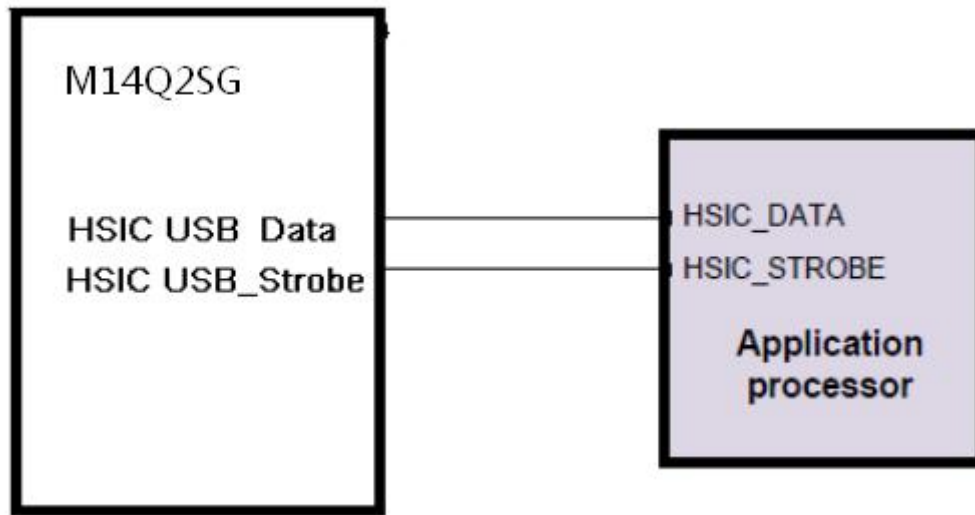 M14Q2SG
HSIC USB Data
HSIC USB_Strobe
HSIC_DATA
HSIC_STROBE
Application
processor